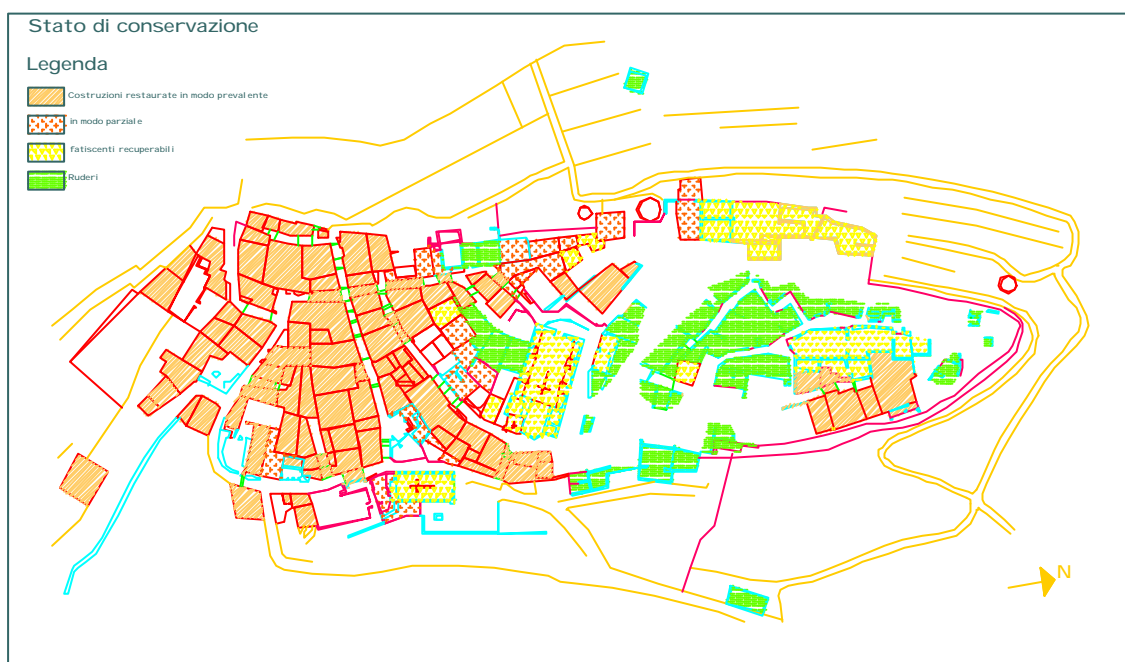 Stato di conservazione
Legenda
Costruzioni restaurate in modo prevalente
in modo parziale
fatiscenti recuperabili
Ruderi
N